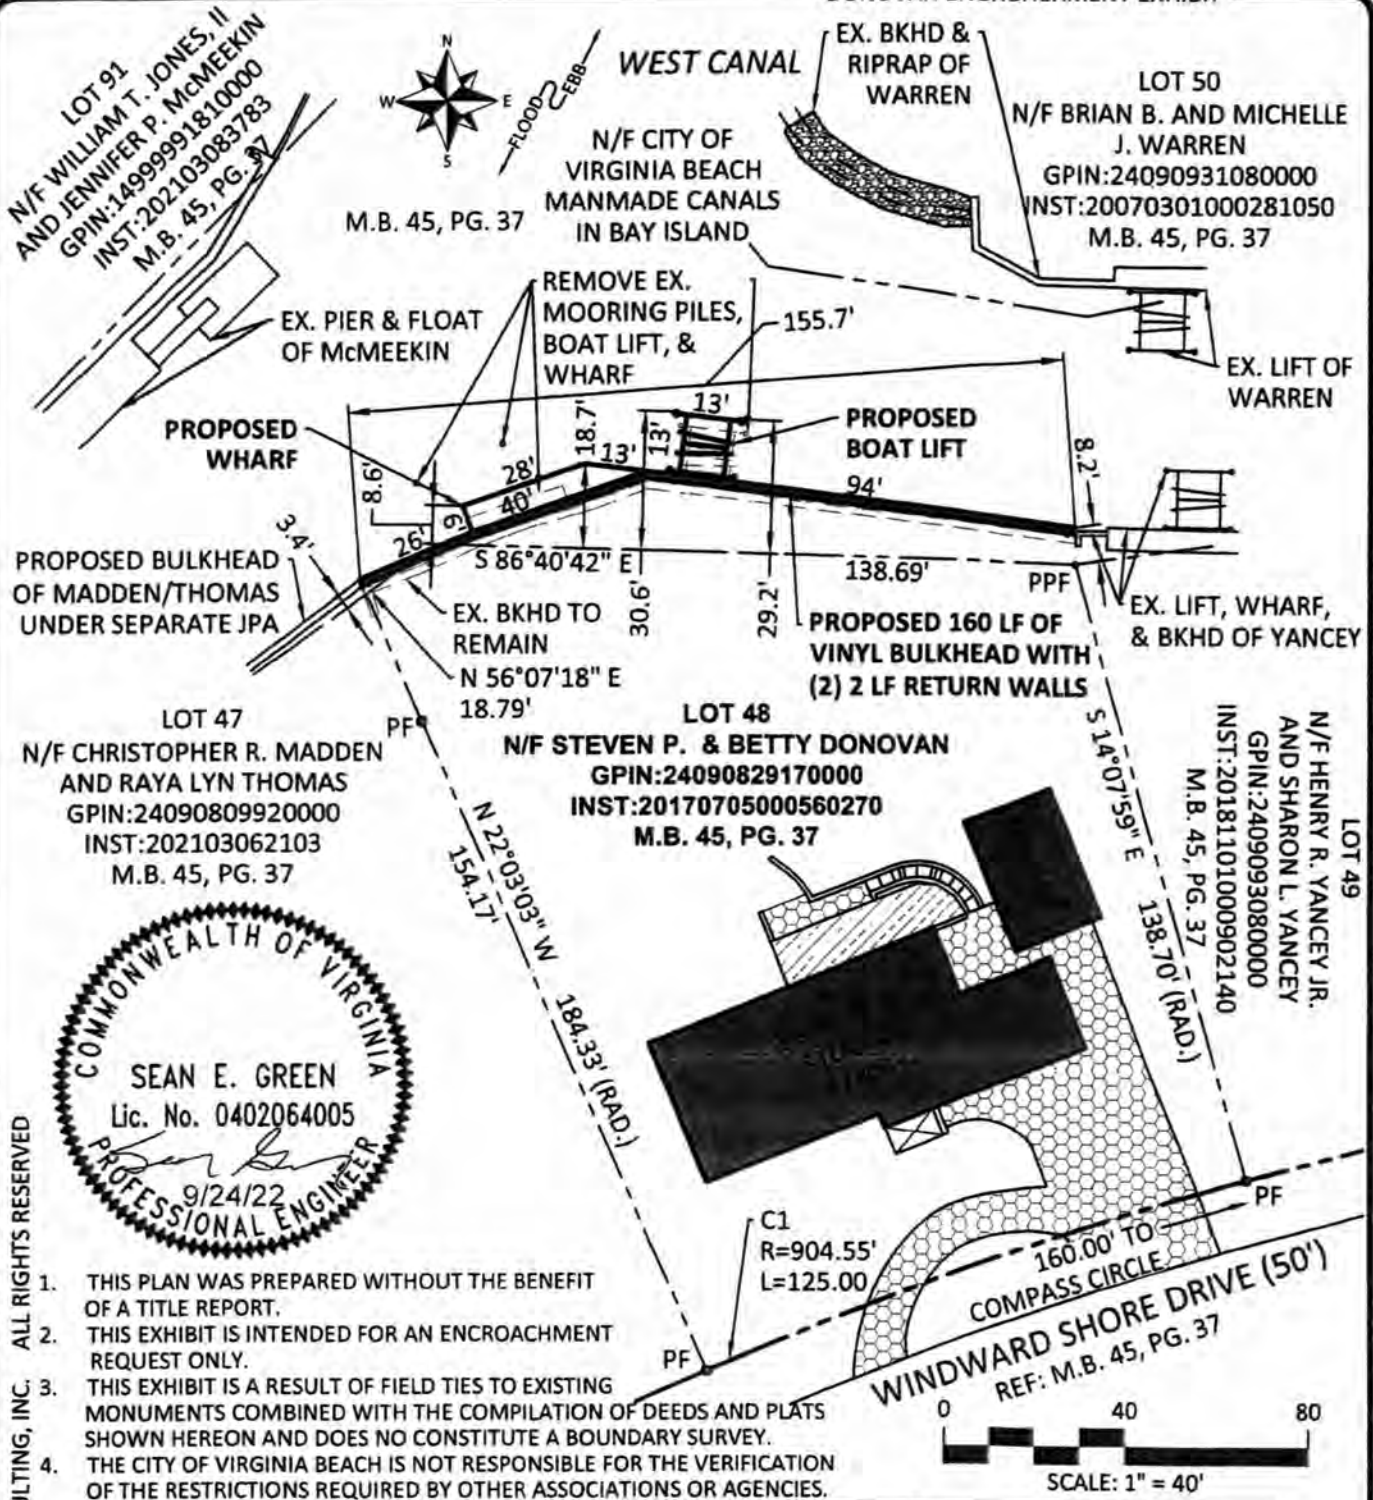 LOT 91
N/F WILLIAM T. JONES, II
AND JENNIFER P. McMEEKIN
GPIN:14999991810000
INST:202103083783
M.B. 45, PG. 37
N
W
E
S
FLOOD
EBB
WEST CANAL
M.B. 45, PG. 37
EX. BKHD &
RIPRAP OF
WARREN
LOT 50
N/F BRIAN B. AND MICHELLE
J. WARREN
GPIN:24090931080000
INST:20070301000281050
M.B. 45, PG. 37
N/F CITY OF
VIRGINIA BEACH
MANMADE CANALS
IN BAY ISLAND
EX. PIER & FLOAT
OF McMEEKIN
REMOVE EX.
MOORING PILES,
BOAT LIFT, &
WHARF
155.7'
EX. LIFT OF
WARREN
PROPOSED
WHARF
PROPOSED
BOAT LIFT
13'
13'
13'
18.7'
28'
40'
6'
26'
8.6'
94'
8.2'
3.4'
PROPOSED BULKHEAD
OF MADDEN/THOMAS
UNDER SEPARATE JPA
S 86°40'42" E
138.69'
PPF
30.6'
29.2'
EX. BKHD TO
REMAIN
N 56°07'18" E
18.79'
PROPOSED 160 LF OF
VINYL BULKHEAD WITH
(2) 2 LF RETURN WALLS
EX. LIFT, WHARF,
& BKHD OF YANCEY
LOT 47
N/F CHRISTOPHER R. MADDEN
AND RAYA LYN THOMAS
GPIN:24090809920000
INST:202103062103
M.B. 45, PG. 37
PF
LOT 48
N/F STEVEN P. & BETTY DONOVAN
GPIN:24090829170000
INST:20170705000560270
M.B. 45, PG. 37
LOT 49
N/F HENRY R. YANCEY JR.
AND SHARON L. YANCEY
GPIN:2409093080000
INST:20181101000902140
M.B. 45, PG. 37
N 22°03'03" W
154.17'
184.33' (RAD.)
S 14°07'59" E
138.70' (RAD.)
COMMONWEALTH OF VIRGINIA
SEAN E. GREEN
Lic. No. 0402064005
9/24/22
PROFESSIONAL ENGINEER
C1
R=904.55'
L=125.00
PF
PF
160.00' TO
COMPASS CIRCLE
WINDWARD SHORE DRIVE (50')
REF: M.B. 45, PG. 37
ALL RIGHTS RESERVED
ULTING, INC.
1. THIS PLAN WAS PREPARED WITHOUT THE BENEFIT
OF A TITLE REPORT.
2. THIS EXHIBIT IS INTENDED FOR AN ENCROACHMENT
REQUEST ONLY.
3. THIS EXHIBIT IS A RESULT OF FIELD TIES TO EXISTING
MONUMENTS COMBINED WITH THE COMPILATION OF DEEDS AND PLATS
SHOWN HEREON AND DOES NO CONSTITUTE A BOUNDARY SURVEY.
4. THE CITY OF VIRGINIA BEACH IS NOT RESPONSIBLE FOR THE VERIFICATION
OF THE RESTRICTIONS REQUIRED BY OTHER ASSOCIATIONS OR AGENCIES.
0 40 80
SCALE: 1" = 40'